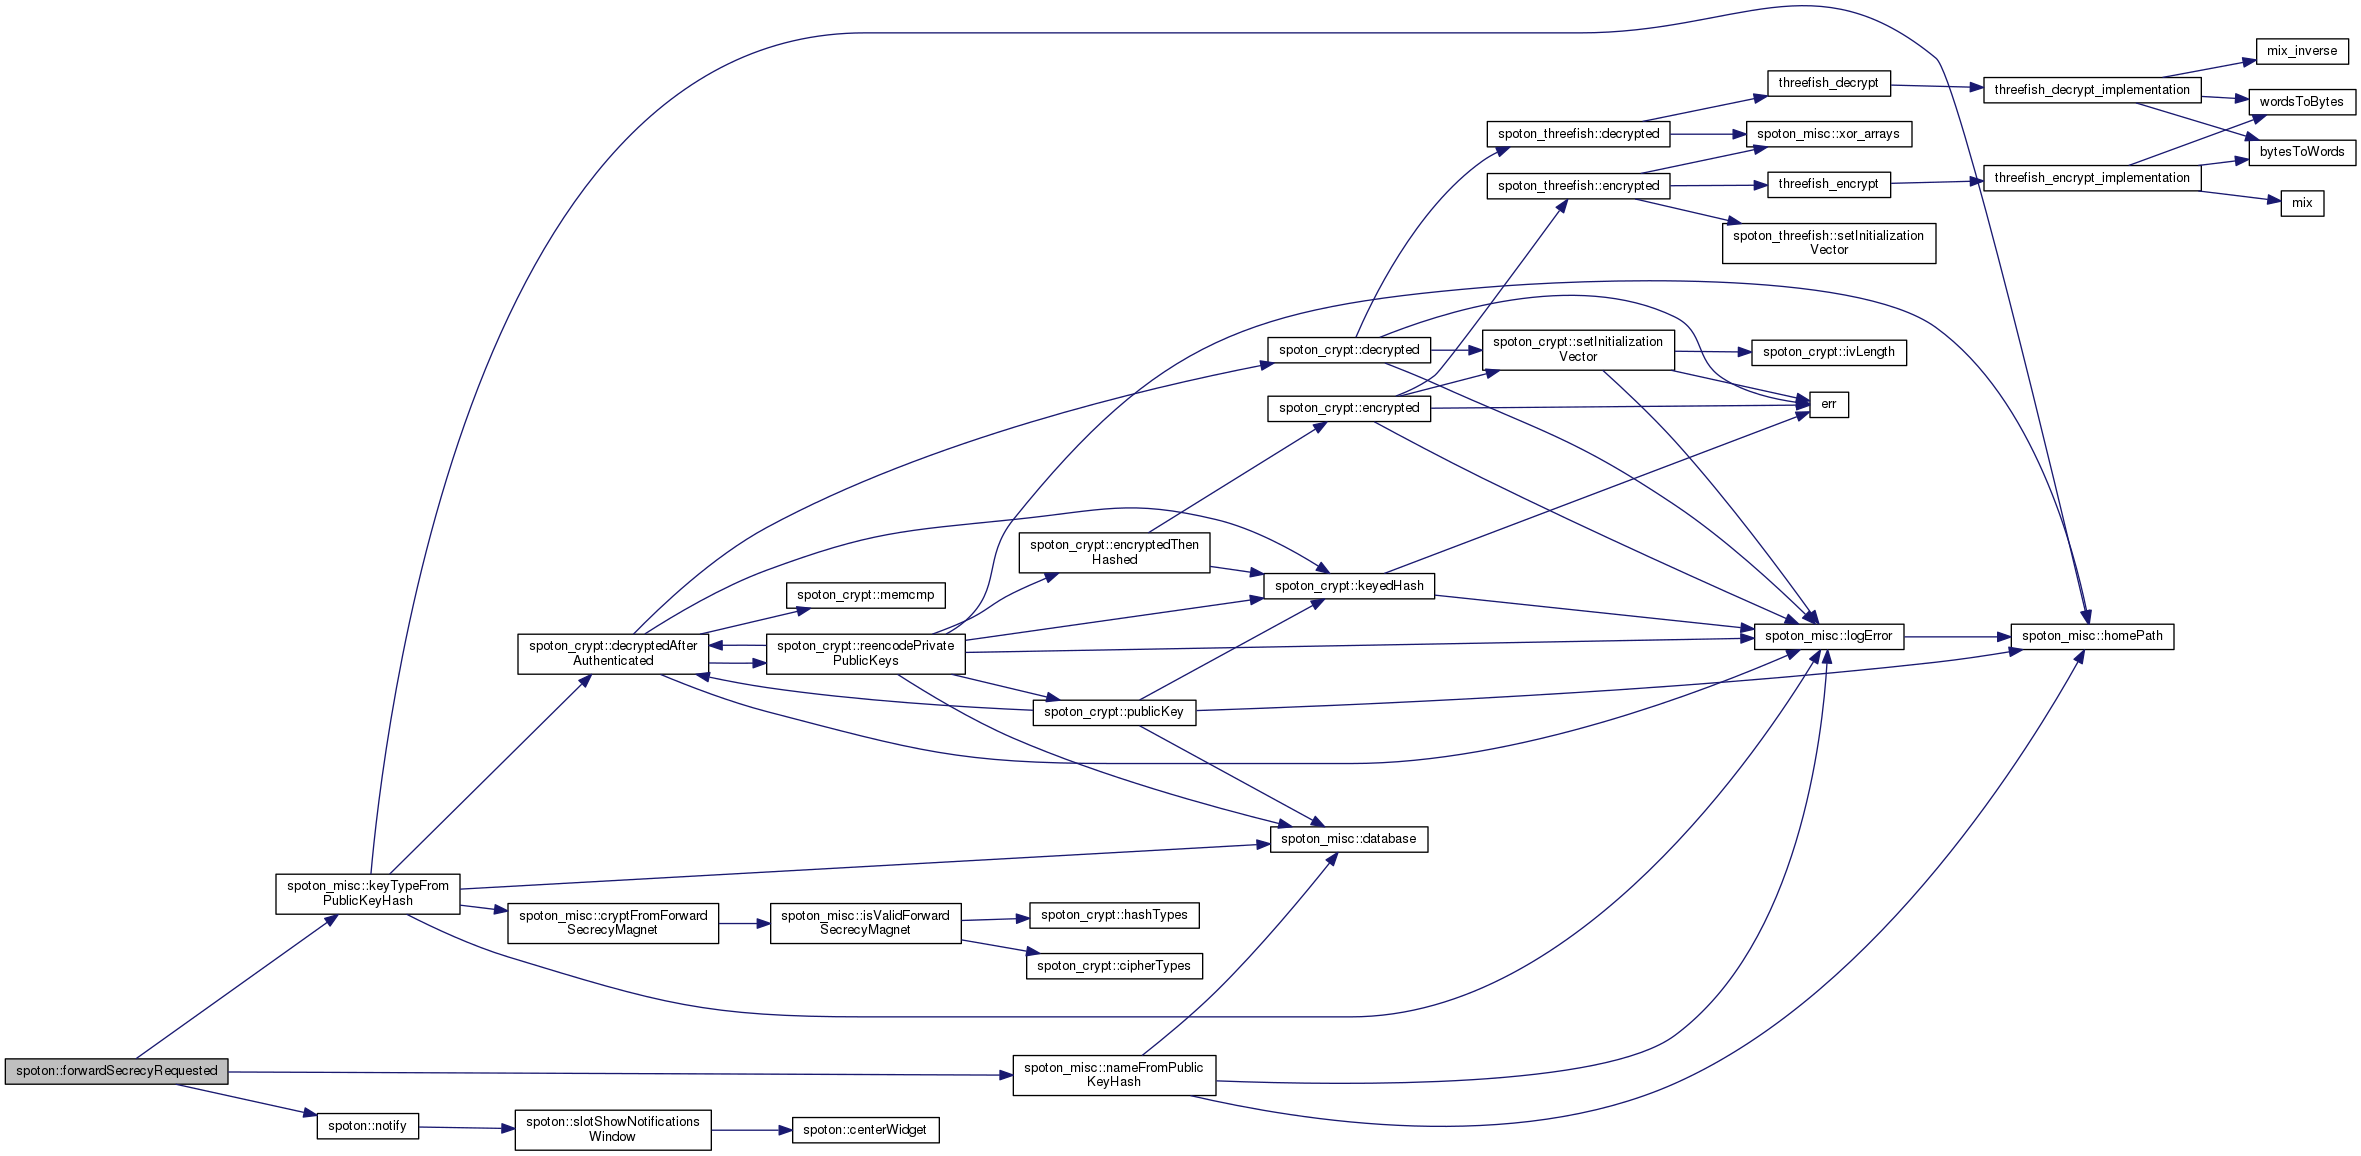 mix_inverse
threefish_decrypt
threefish_decrypt_implementation
wordsToBytes
spoton_threefish::decrypted
spoton_misc::xor_arrays
bytesToWords
spoton_threefish::encrypted
threefish_encrypt
threefish_encrypt_implementation
mix
spoton_threefish::setInitialization
Vector
spoton_crypt::decrypted
spoton_crypt::setInitialization
Vector
spoton_crypt::ivLength
spoton_crypt::encrypted
err
spoton_crypt::encryptedThen
Hashed
spoton_crypt::keyedHash
spoton_crypt::memcmp
spoton_crypt::decryptedAfter
Authenticated
spoton_crypt::reencodePrivate
PublicKeys
spoton_misc::logError
spoton_misc::homePath
spoton_crypt::publicKey
spoton_misc::database
spoton_misc::keyTypeFrom
PublicKeyHash
spoton_misc::cryptFromForward
SecrecyMagnet
spoton_misc::isValidForward
SecrecyMagnet
spoton_crypt::hashTypes
spoton_crypt::cipherTypes
spoton::forwardSecrecyRequested
spoton_misc::nameFromPublic
KeyHash
spoton::notify
spoton::slotShowNotifications
Window
spoton::centerWidget